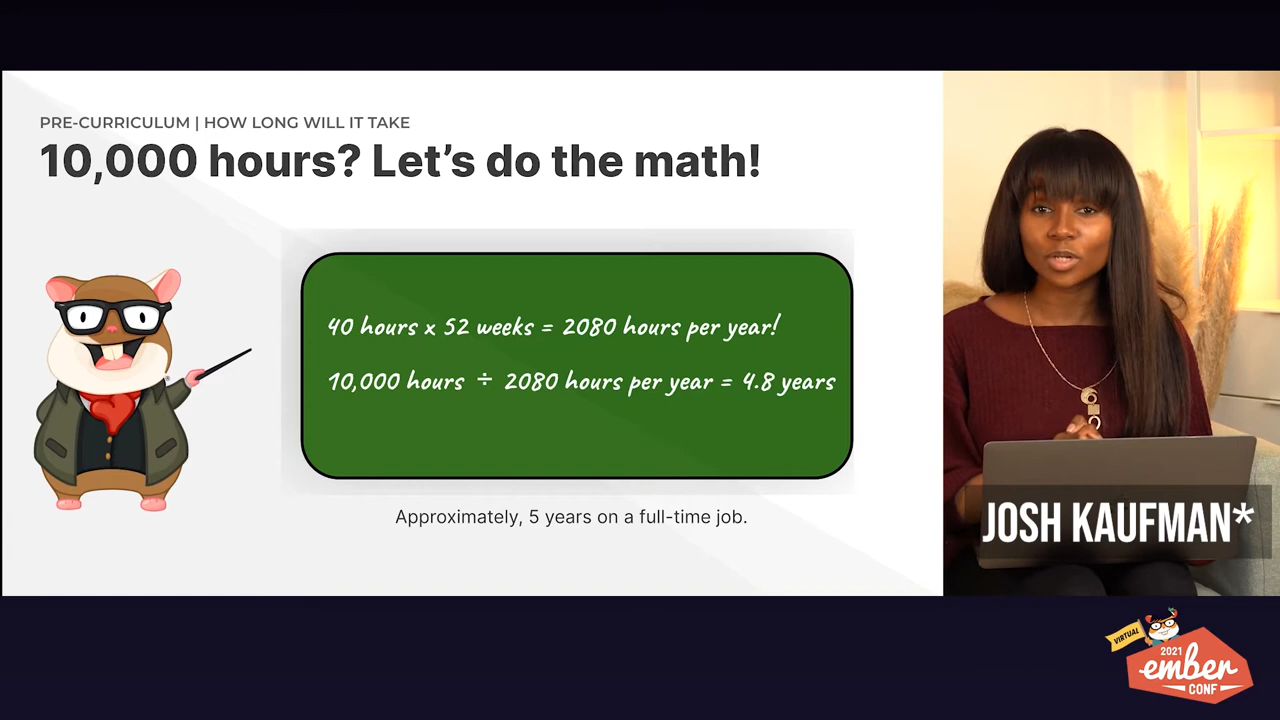 PRE-CURRICULUM | HOW LONG WILL IT TAKE
10,000 hours? Let’s do the math!
40 hours x 52 weeks = 2080 hours per year!
10,000 hours ÷ 2080 hours per year = 4.8 years
Approximately, 5 years on a full-time job.
JOSH KAUFMAN*
VIRTUAL
2021
ember
CONF